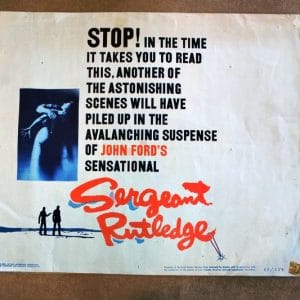 STOP! IN THE TIME
IT TAKES YOU TO READ
THIS, ANOTHER OF
THE ASTONISHING
SCENES WILL HAVE
PILED UP IN THE
AVALANCHING SUSPENSE
OF JOHN FORD'S
SENSATIONAL
Sergeant
Rutledge